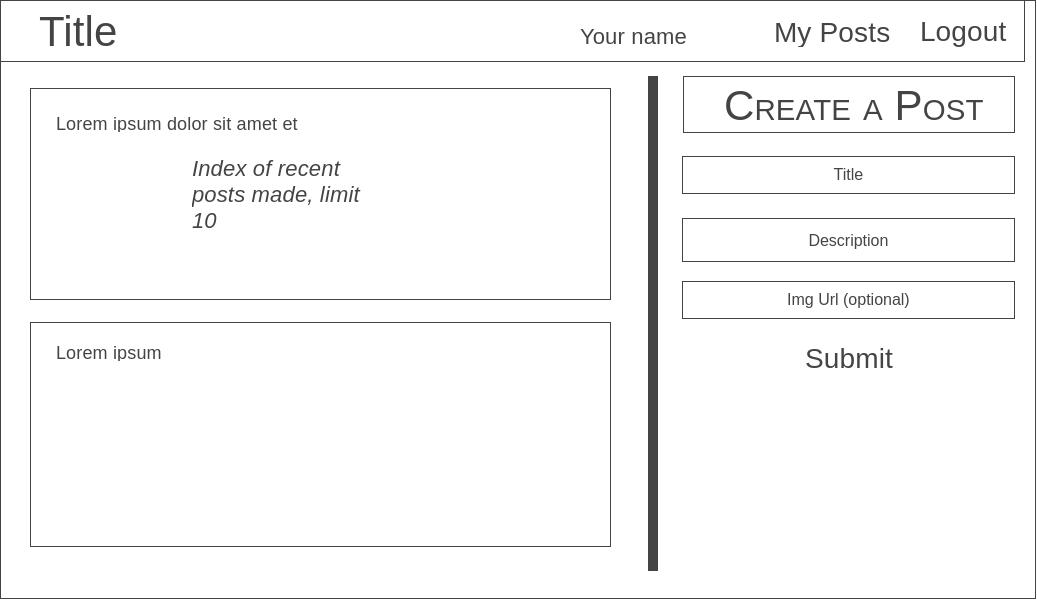 Title
Your name
My Posts
Logout
Lorem ipsum dolor sit amet et
Index of recent
posts made, limit
10
Lorem ipsum
Create a Post
Title
Description
Img Url (optional)
Submit